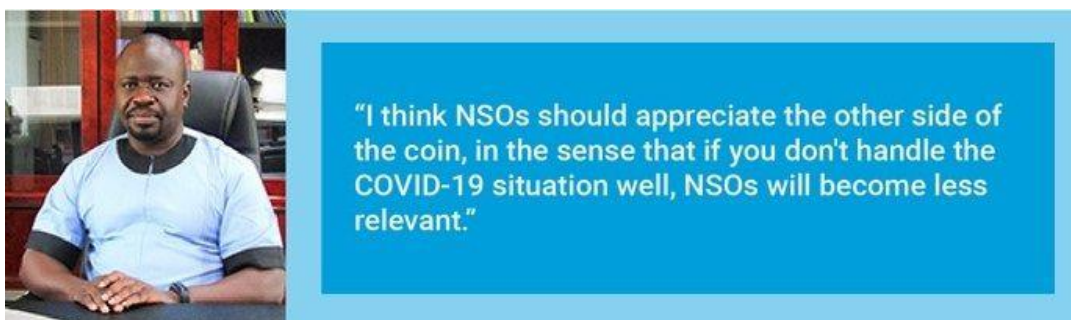 “I think NSOs should appreciate the other side of
the coin, in the sense that if you don't handle the
COVID-19 situation well, NSOs will become less
relevant.”